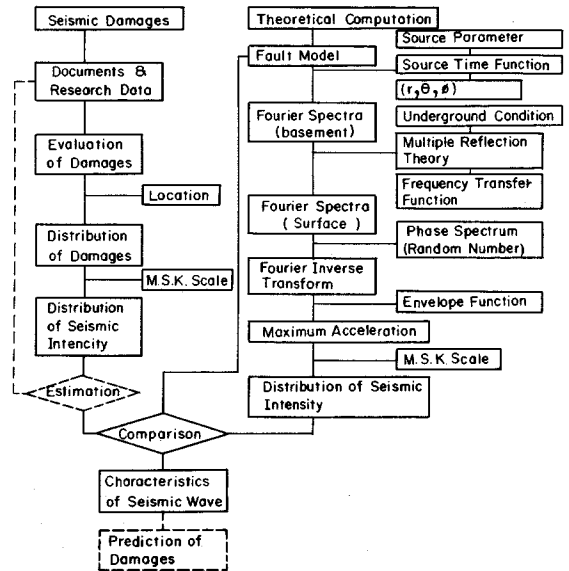 Seismic Damages
Documents &
Research Data
Evaluation
of Damages
Location
Distribution
of Damages
M.S.K. Scale
Distribution
of Seismic
Intencity
Estimation
Theoretical Computation
Fault Model
Source Parameter
Source Time Function
(r,θ,ø)
Fourier Spectra
(basement)
Underground Condition
Multiple Reflection
Theory
Frequency Transfer
Function
Fourier Spectra
( Surface )
Phase Spectrum
(Random Number)
Fourier Inverse
Transform
Envelope Function
Maximum Acceleration
M.S.K. Scale
Distribution of Seismic
Intensity
Comparison
Characteristics
of Seismic Wave
Prediction of
Damages